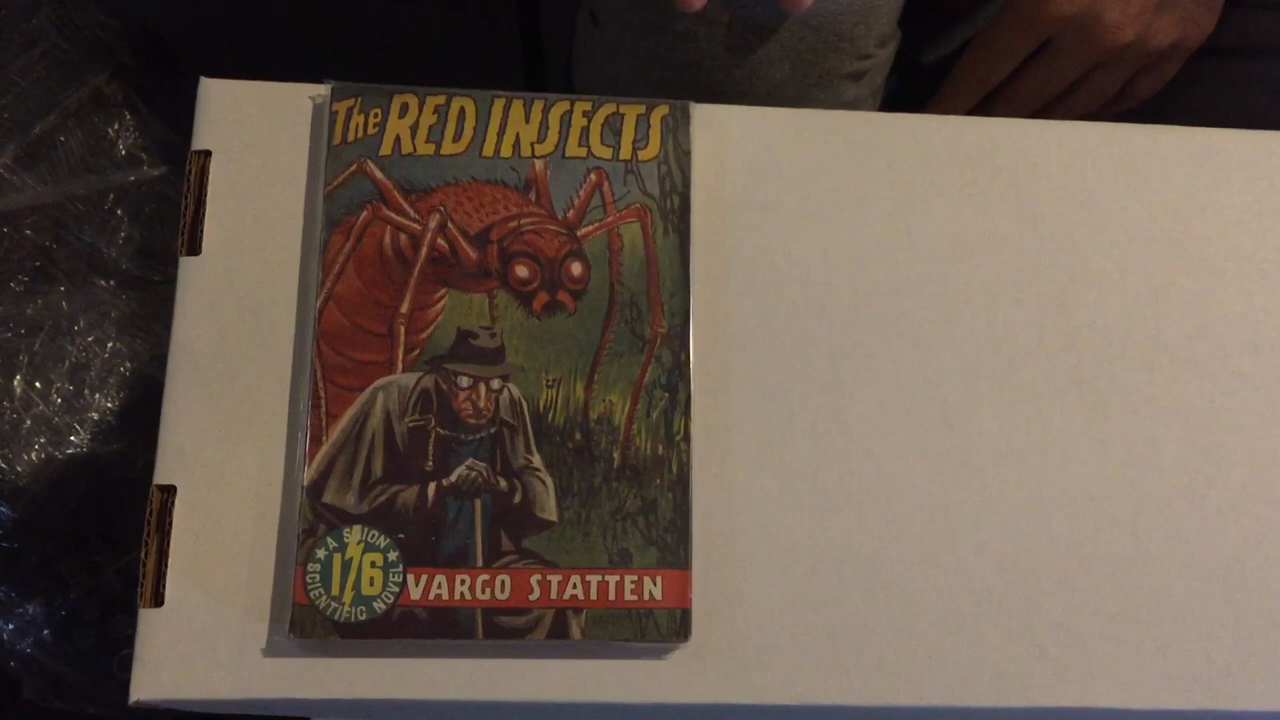 The RED INSECTS
A SCION
1/6
SCIENTIFIC NOVEL
VARGO STATTEN